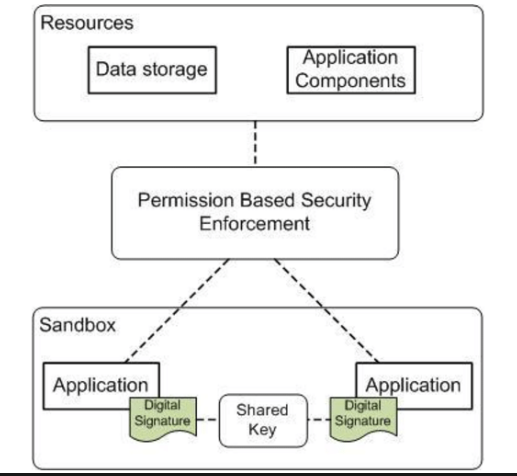 Resources
Data storage
Application
Components
Permission Based Security
Enforcement
Sandbox
Application
Digital
Signature
Shared
Key
Application
Digital
Signature